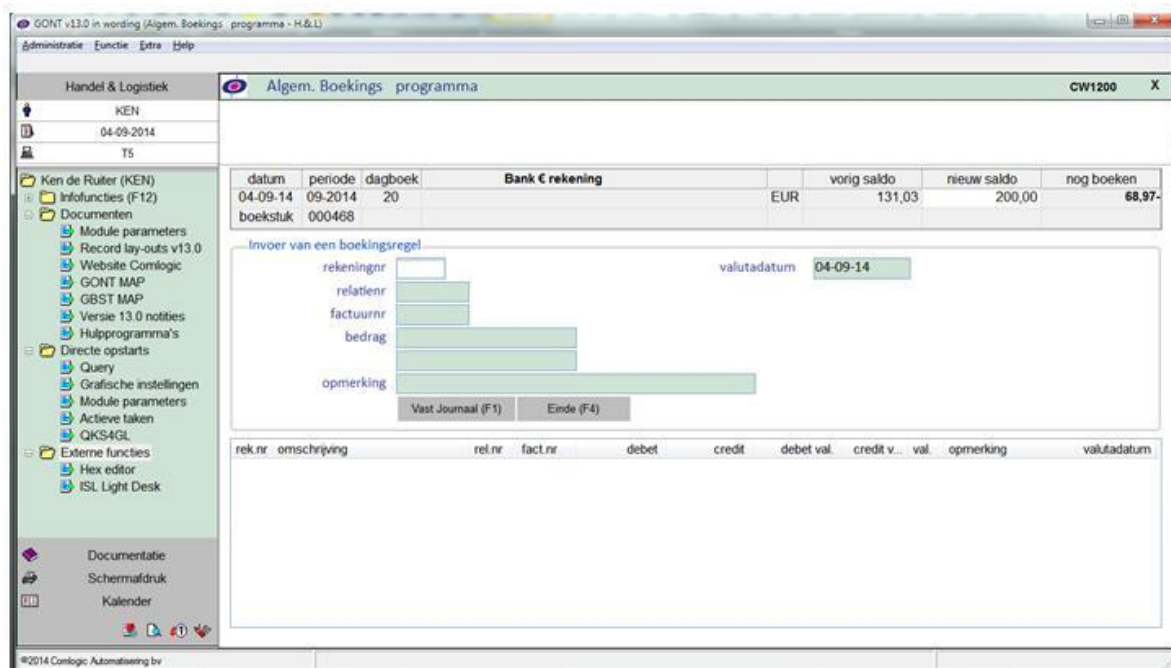 GONT v13.0 in wording (Algem. Boekings programma - H.&L)
Administratie Functie Extra Help
Handel & Logistiek
KEN
04-09-2014
T5
Ken de Ruiter (KEN)
Infofuncties (F12)
Documenten
Module parameters
Record lay-outs v13.0
Website Comlogic
GONT MAP
GBST MAP
Versie 13.0 notities
Hulpprogramma's
Directe opstarts
Query
Grafische instellingen
Module parameters
Actieve taken
QKS4GL
Externe functies
Hex editor
ISL Light Desk
Documentatie
Schermafdruk
Kalender
Algem. Boekings programma CW1200 X
datum periode dagboek Bank € rekening vorig saldo nieuw saldo nog boeken
04-09-14 09-2014 20 EUR 131,03 200,00 68,97-
boekstuk 000468
Invoer van een boekingsregel
rekeningnr valutadatum 04-09-14
relatienr
factuurnr
bedrag
opmerking
Vast Journaal (F1) Einde (F4)
rek.nr omschrijving rel.nr fact.nr debet credit debet val. credit v... val. opmerking valutadatum
©2014 Comlogic Automatisering bv